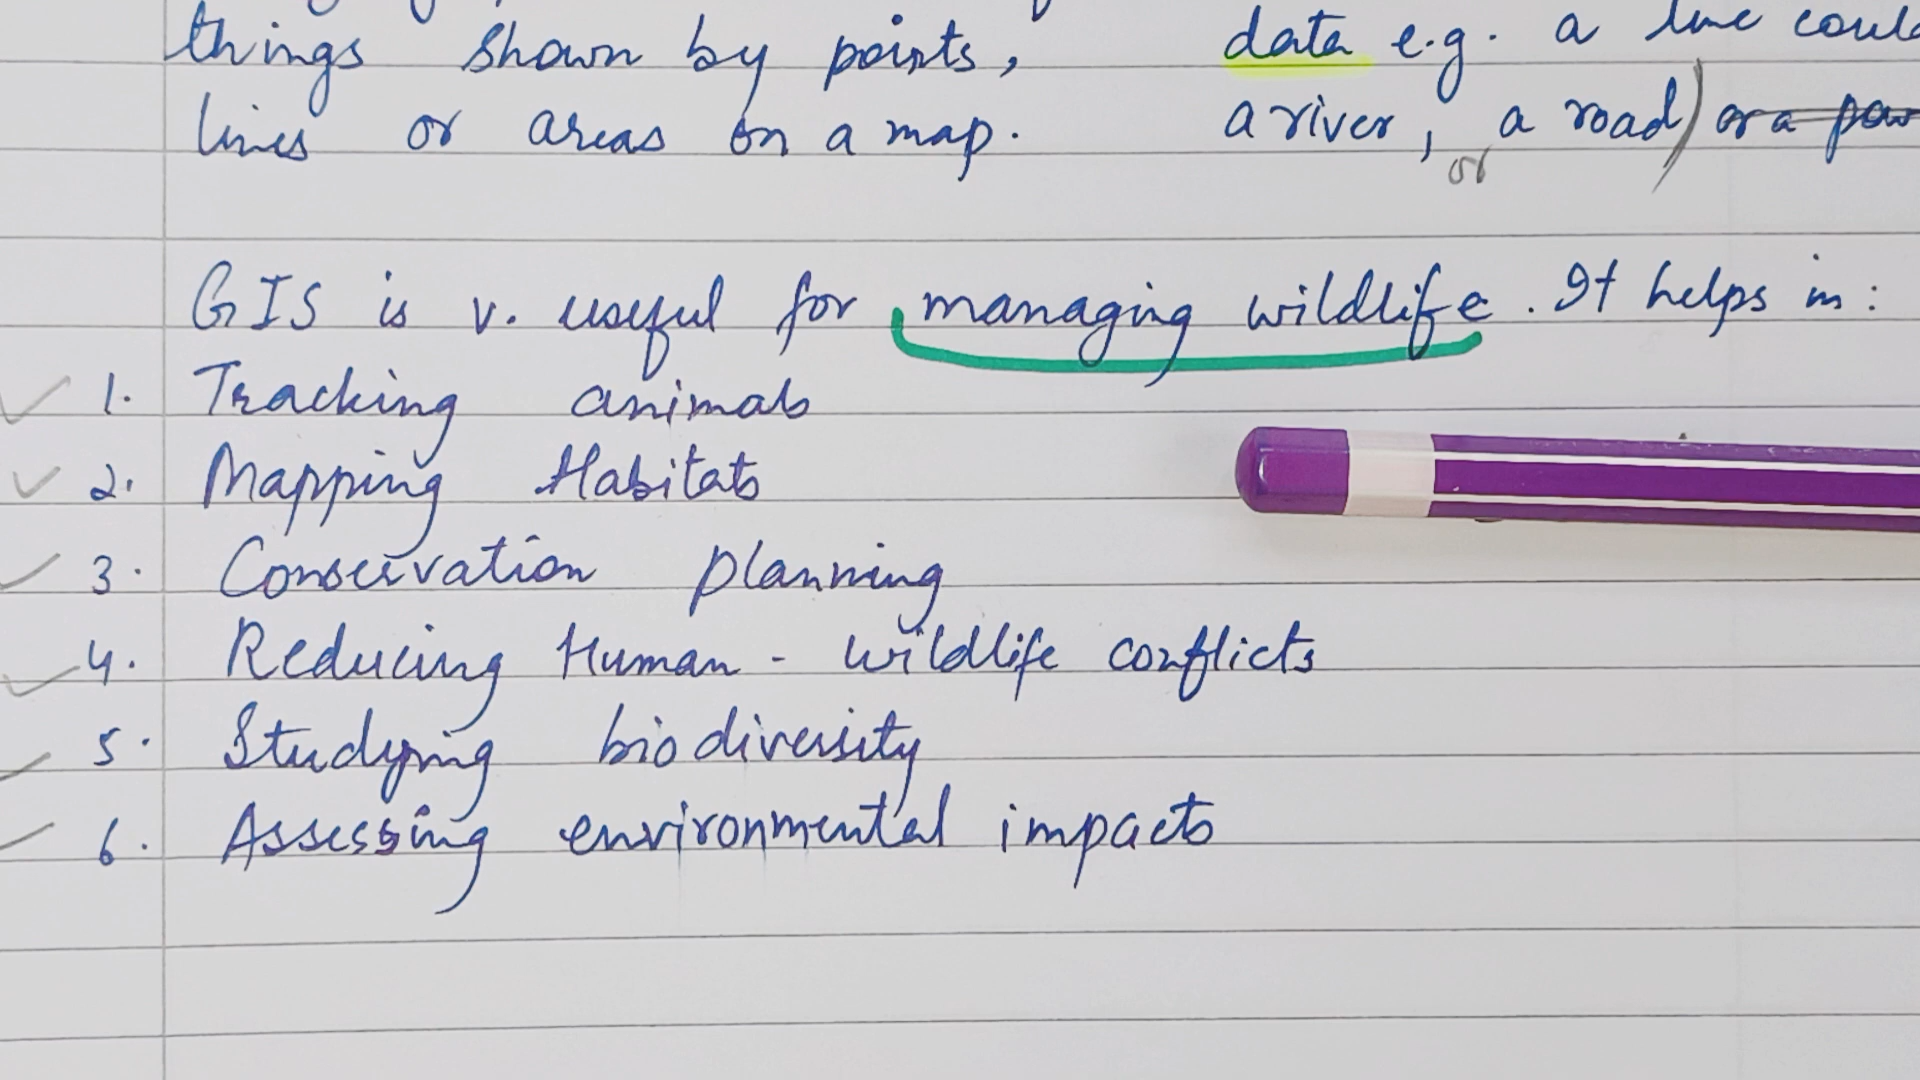 things shown by points,
lines or areas on a map.
data e.g. a line could
a river, or a road) or a
GIS is v. useful for managing wildlife. It helps in:
1. Tracking animals
2. Mapping Habitats
3. Conservation planning
4. Reducing Human - wildlife conflicts
5. Studying biodiversity
6. Assessing environmental impacts